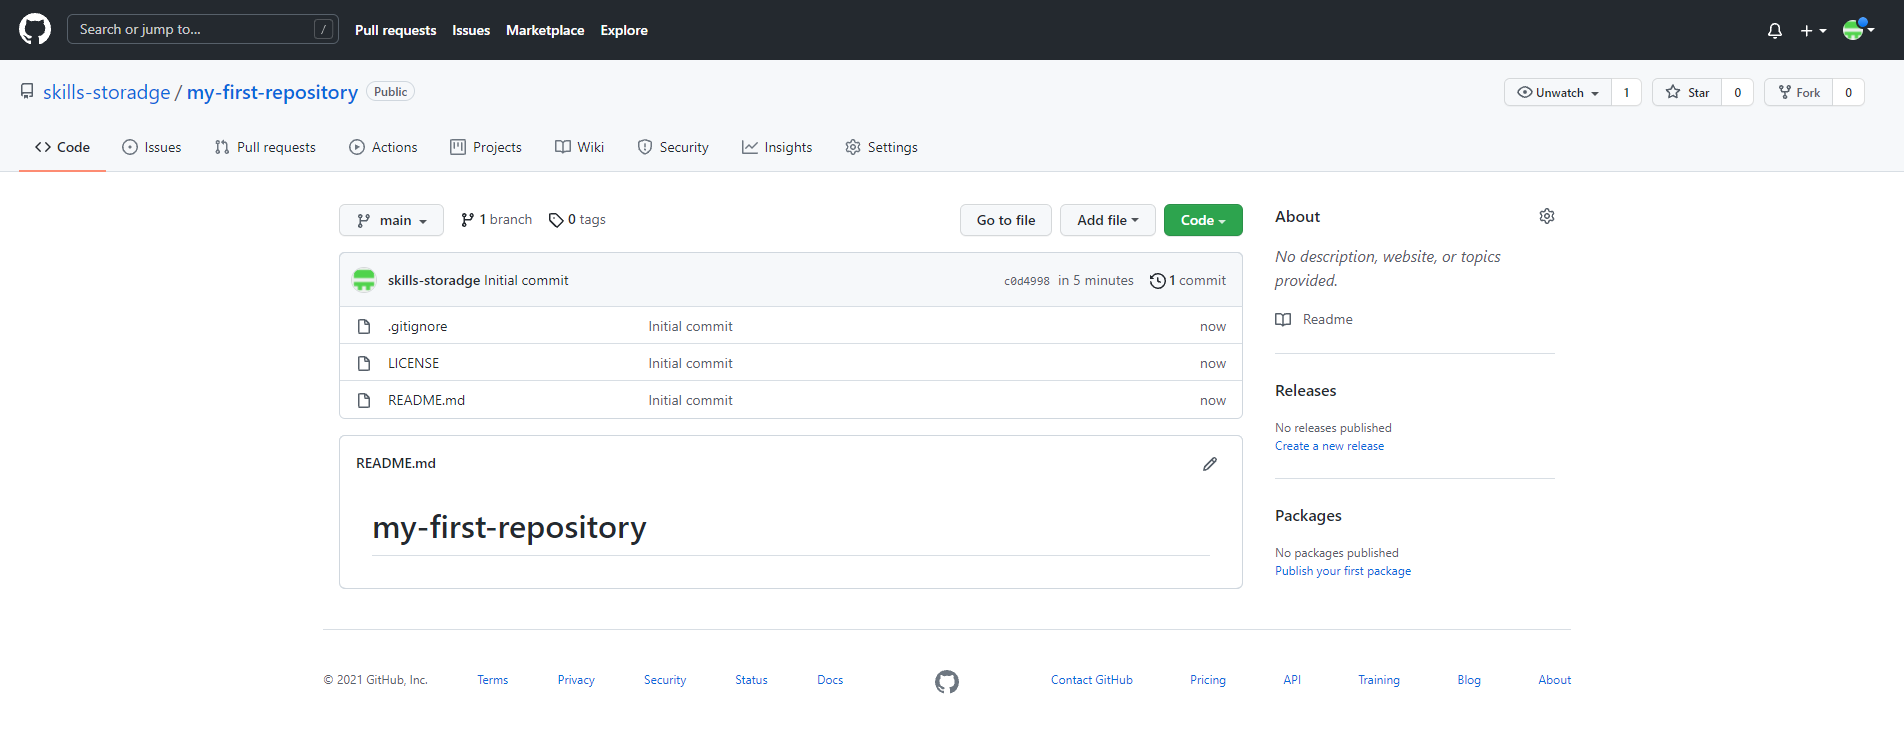 Search or jump to... /
Pull requests Issues Marketplace Explore
skills-storadge / my-first-repository Public
Unwatch 1 Star 0 Fork 0
Code Issues Pull requests Actions Projects Wiki Security Insights Settings
main 1 branch 0 tags
Go to file Add file Code
skills-storadge Initial commit c0d4998 in 5 minutes 1 commit
.gitignore Initial commit now
LICENSE Initial commit now
README.md Initial commit now
README.md
my-first-repository
About
No description, website, or topics
provided.
Readme
Releases
No releases published
Create a new release
Packages
No packages published
Publish your first package
© 2021 GitHub, Inc. Terms Privacy Security Status Docs Contact GitHub Pricing API Training Blog About